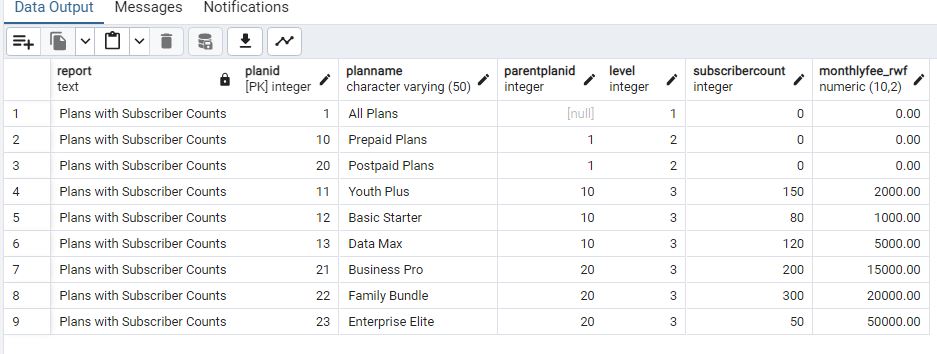 Data Output Messages Notifications
report planid planname parentplanid level subscribercount monthlyfee_rwf
text [PK] integer character varying (50) integer integer integer numeric (10,2)
1 Plans with Subscriber Counts 1 All Plans [null] 1 0 0.00
2 Plans with Subscriber Counts 10 Prepaid Plans 1 2 0 0.00
3 Plans with Subscriber Counts 20 Postpaid Plans 1 2 0 0.00
4 Plans with Subscriber Counts 11 Youth Plus 10 3 150 2000.00
5 Plans with Subscriber Counts 12 Basic Starter 10 3 80 1000.00
6 Plans with Subscriber Counts 13 Data Max 10 3 120 5000.00
7 Plans with Subscriber Counts 21 Business Pro 20 3 200 15000.00
8 Plans with Subscriber Counts 22 Family Bundle 20 3 300 20000.00
9 Plans with Subscriber Counts 23 Enterprise Elite 20 3 50 50000.00